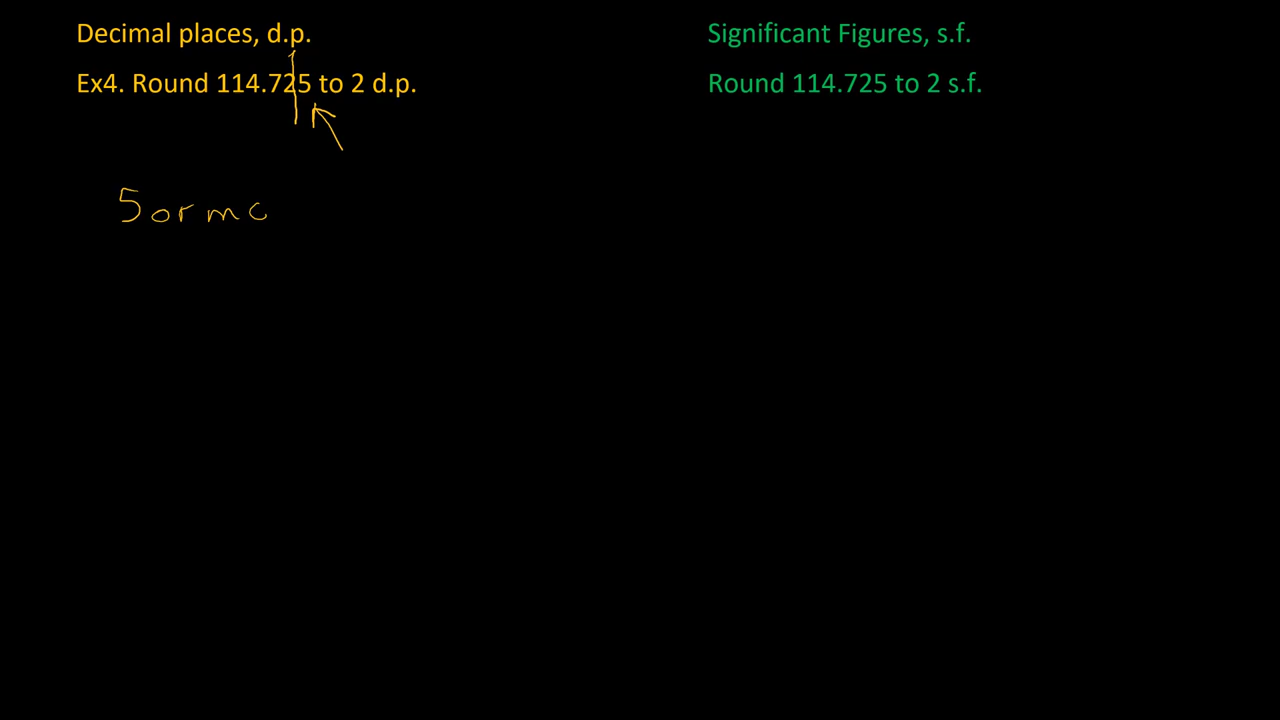 Decimal places, d.p.
Ex4. Round 114.725 to 2 d.p.
5 or mo
Significant Figures, s.f.
Round 114.725 to 2 s.f.